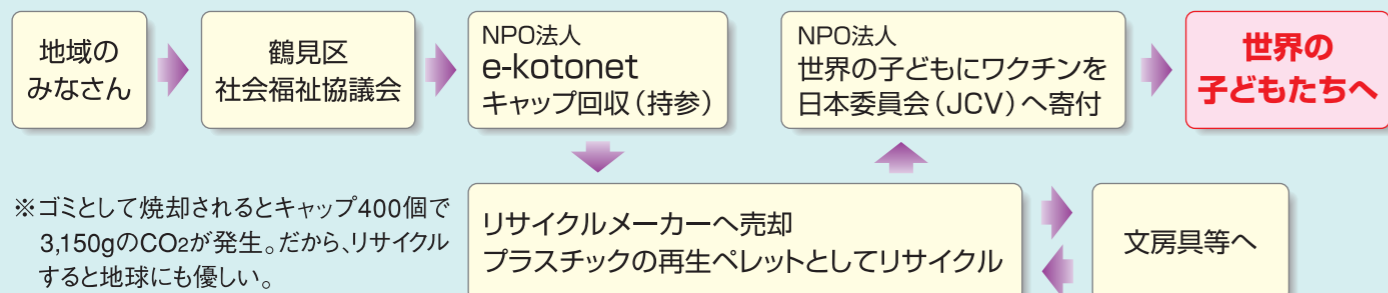 地域の
みなさん
鶴見区
社会福祉協議会
NPO法人
e-kotonet
キャップ回収（持参）
NPO法人
世界の子どもにワクチンを
日本委員会（JCV）へ寄付
世界の
子どもたちへ
リサイクルメーカーへ売却
プラスチックの再生ペレットとしてリサイクル
文房具等へ
※ゴミとして焼却されるとキャップ400個で
3,150gのCO2が発生。だから、リサイクル
すると地球にも優しい。